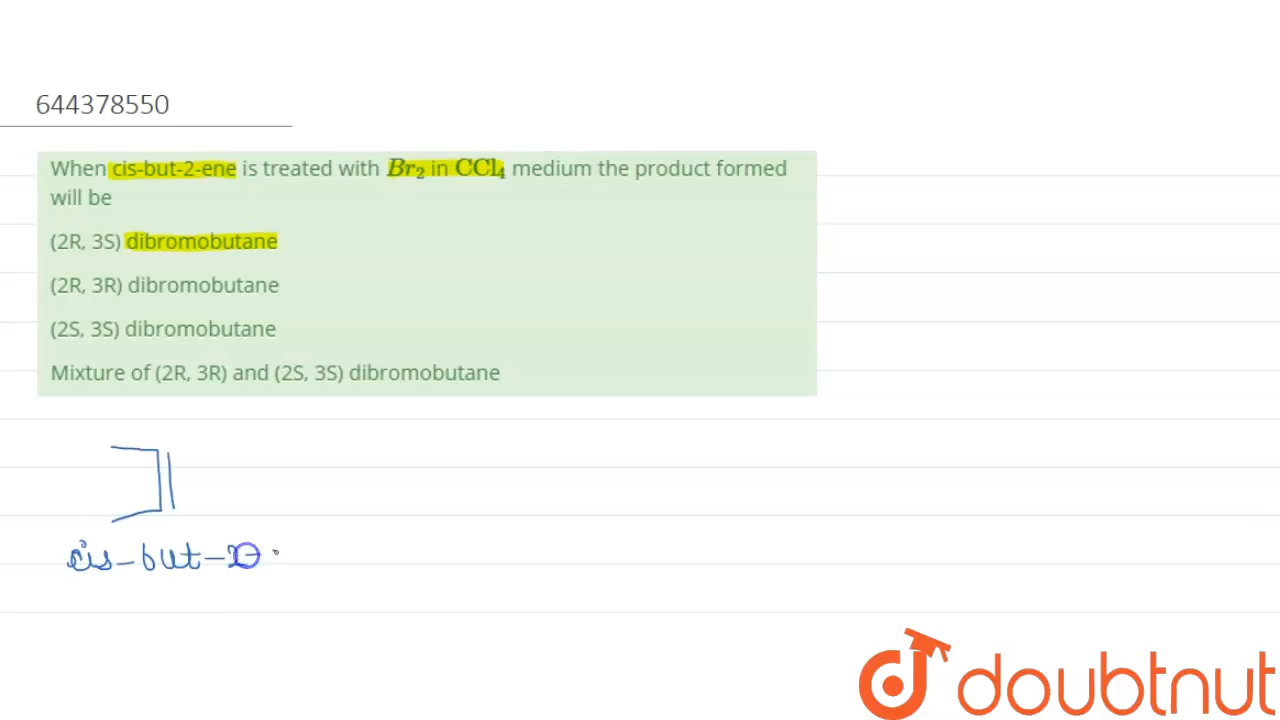 644378550
When cis-but-2-ene is treated with Br₂ in CCl₄ medium the product formed
will be
(2R, 3S) dibromobutane
(2R, 3R) dibromobutane
(2S, 3S) dibromobutane
Mixture of (2R, 3R) and (2S, 3S) dibromobutane
cis-but-2-
doubtnut